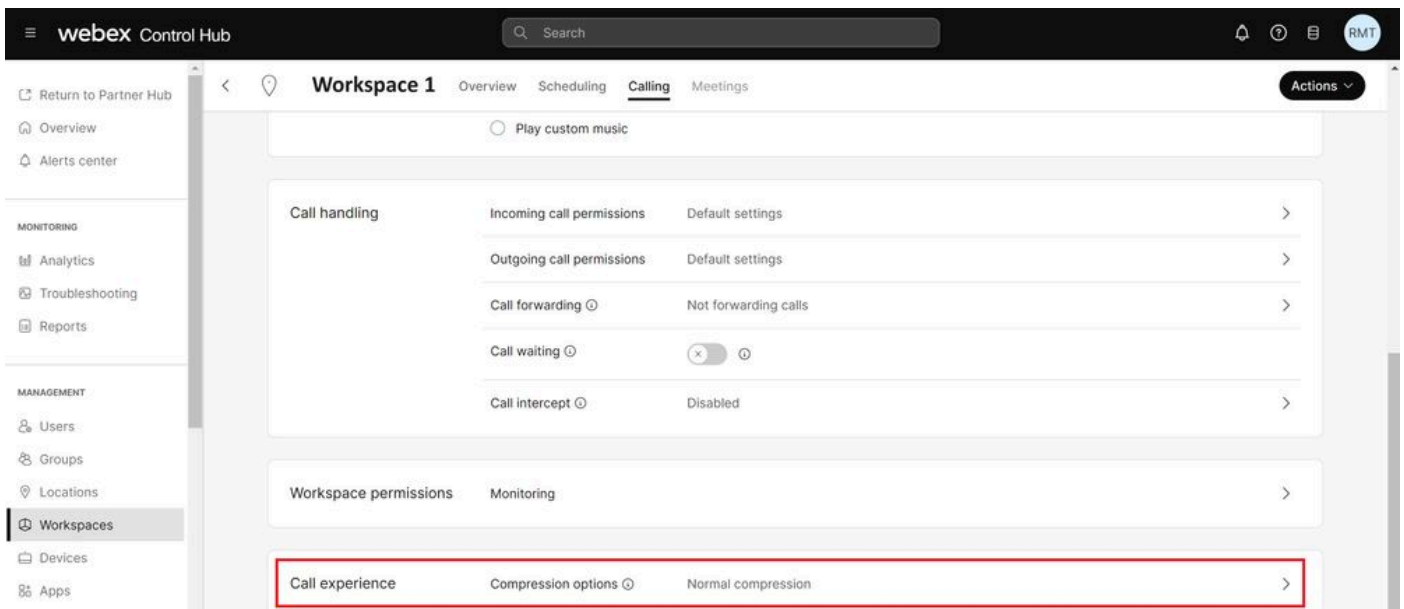 webex Control Hub
Search
RMT
Return to Partner Hub
Overview
Alerts center
MONITORING
Analytics
Troubleshooting
Reports
MANAGEMENT
Users
Groups
Locations
Workspaces
Devices
Apps
Workspace 1 Overview Scheduling Calling Meetings
Actions
Play custom music
Call handling Incoming call permissions Default settings
Outgoing call permissions Default settings
Call forwarding Not forwarding calls
Call waiting
Call intercept Disabled
Workspace permissions Monitoring
Call experience Compression options Normal compression